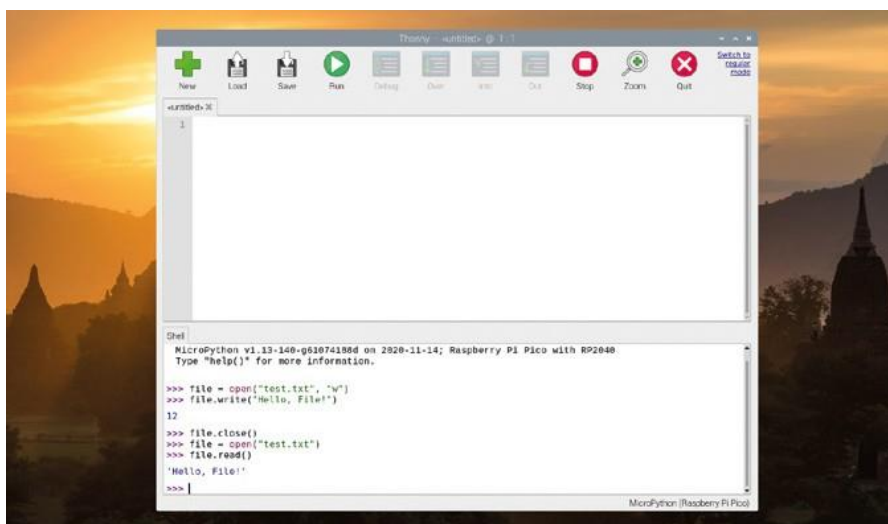 Thonny - <untitled> @ 1:1
New
Load
Save
Run
Debug
Over
Into
Out
Stop
Zoom
Quit
Switch to
regular
mode
<untitled>
1
Shell
MicroPython v1.13-140-g61074188d on 2020-11-14; Raspberry Pi Pico with RP2040
Type "help()" for more information.
>>> file = open("test.txt", "w")
>>> file.write("Hello, File!")
12
>>> file.close()
>>> file = open("test.txt")
>>> file.read()
'Hello, File!'
>>>
MicroPython (Raspberry Pi Pico)